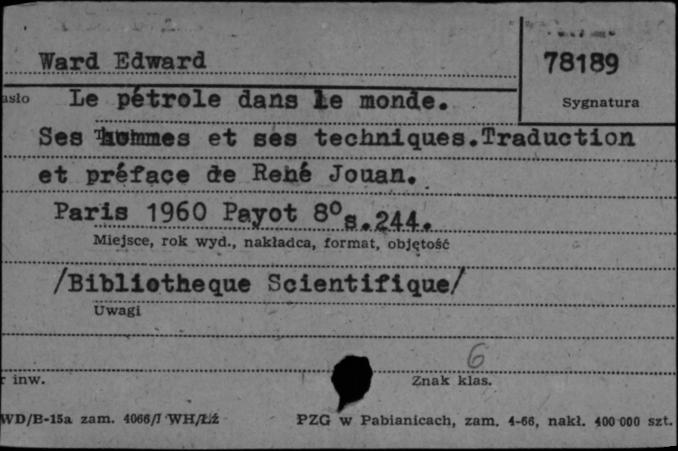 Ward Edward
78189
asło Le pétrole dans le monde.
Sygnatura
Ses hommes et ses techniques.Traduction
et préface de René Jouan.
Paris 1960 Payot 8° s.244.
Miejsce, rok wyd., nakładca, format, objętość
/Bibliotheque Scientifique/
Uwagi
6
r inw.
Znak klas.
WD/B-15a zam. 4066/I WH/Łź
PZG w Pabianicach, zam. 4-66, nakł. 400 000 szt.